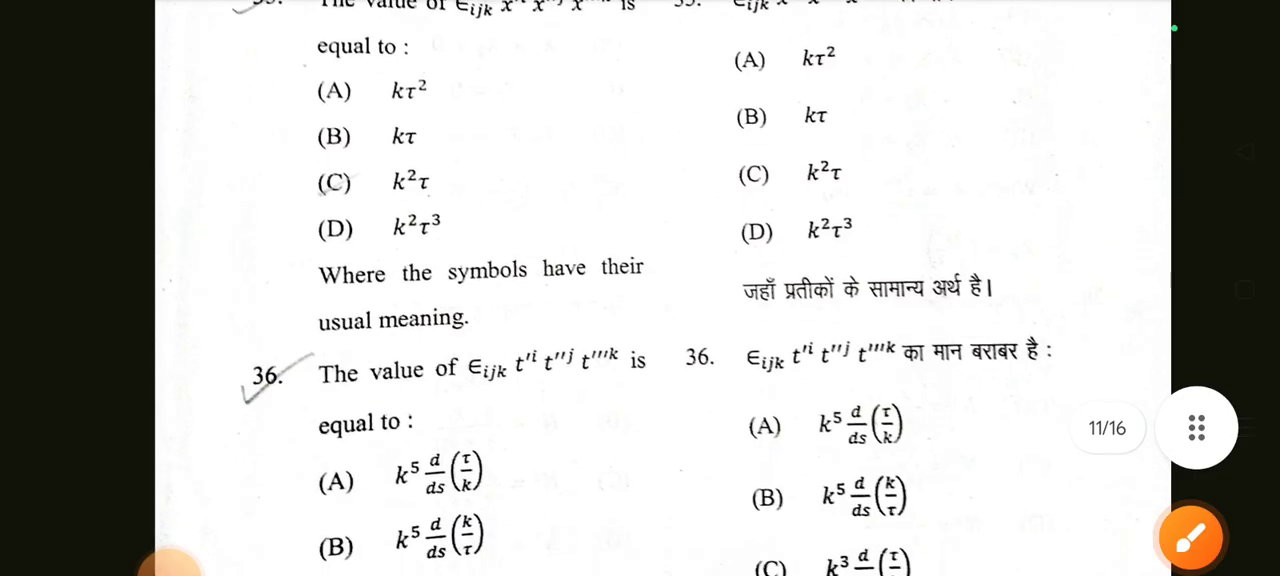 equal to :
(A) kτ²
(B) kτ
(C) k²τ
(D) k²τ³
Where the symbols have their
usual meaning.
36. The value of ∈ijk t′i t″j t‴k is
equal to :
(A) k⁵ d/ds (τ/k)
(B) k⁵ d/ds (k/τ)
(A) kτ²
(B) kτ
(C) k²τ
(D) k²τ³
जहाँ प्रतीकों के सामान्य अर्थ है।
36. ∈ijk t′i t″j t‴k का मान बराबर है :
(A) k⁵ d/ds (τ/k)
(B) k⁵ d/ds (k/τ)
(C) k³ d/ds (τ/
11/16